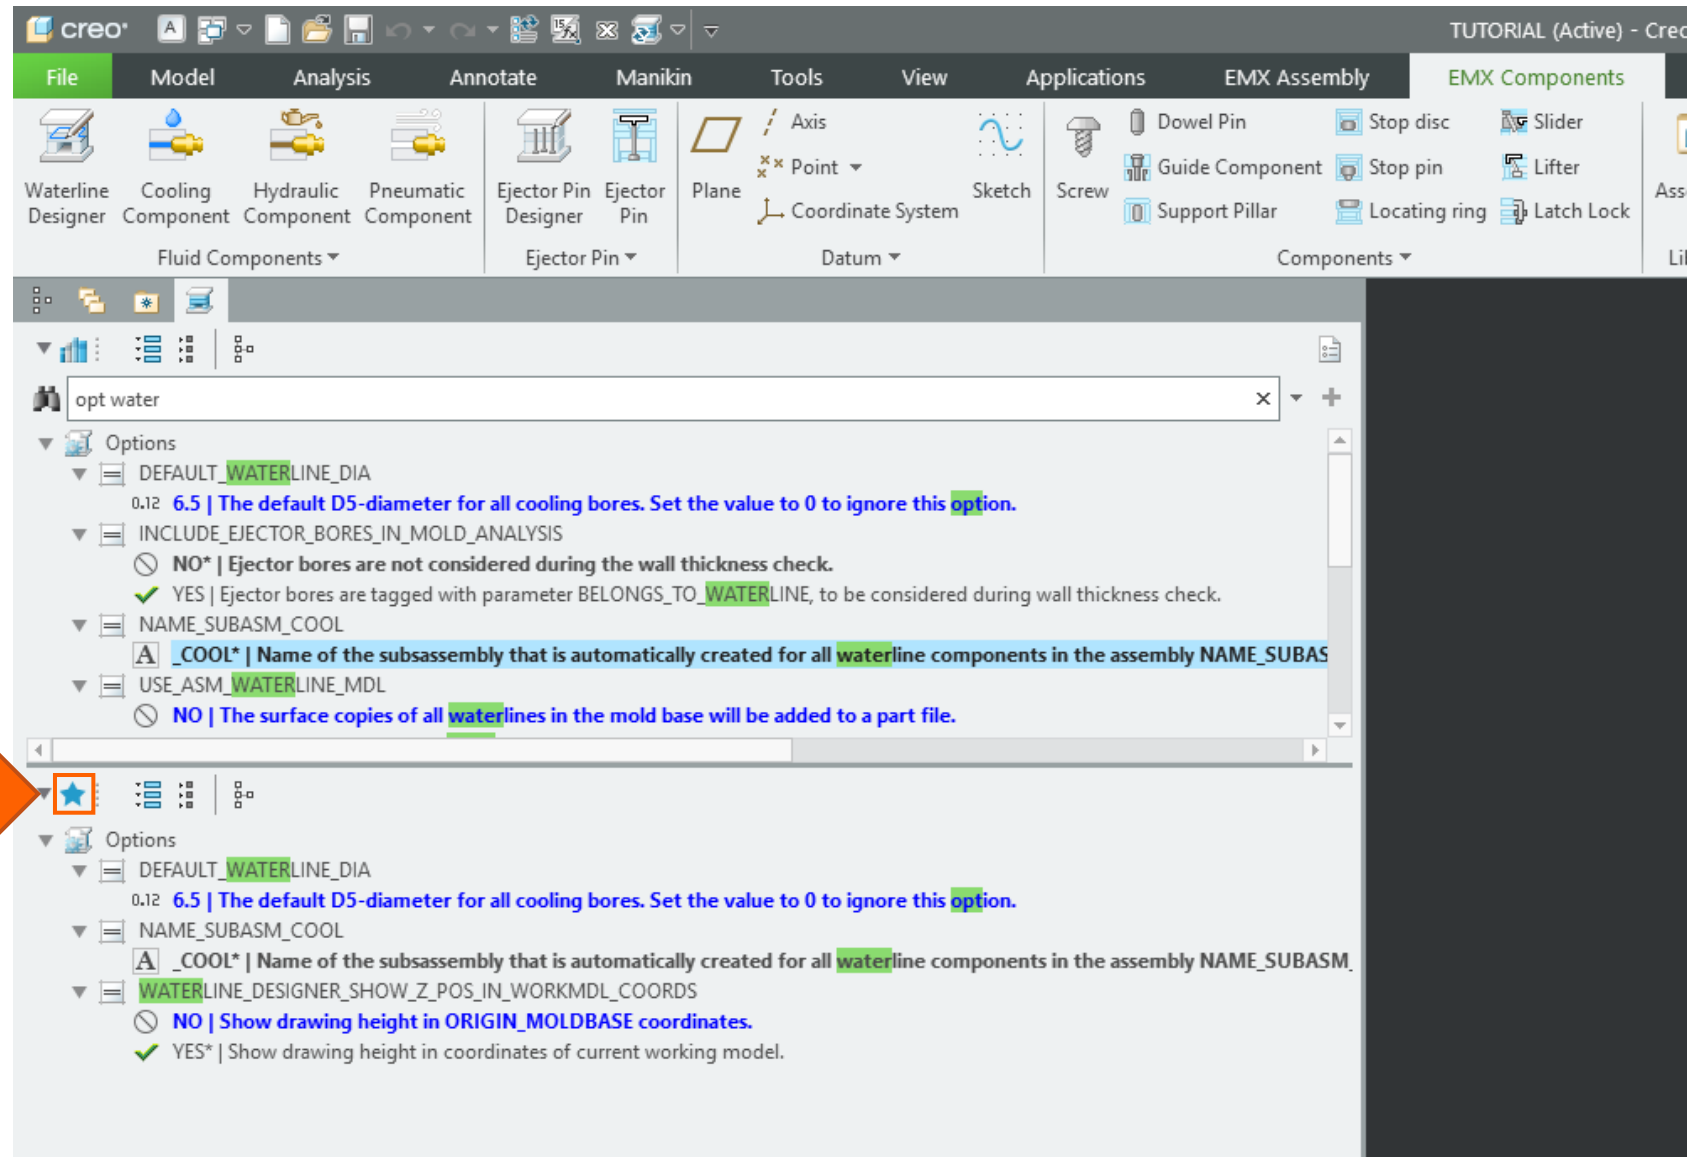 creo®
TUTORIAL (Active) - Creo
File Model Analysis Annotate Manikin Tools View Applications EMX Assembly EMX Components
Waterline Designer
Cooling Component
Hydraulic Component
Pneumatic Component
Fluid Components
Ejector Pin Designer
Ejector Pin
Ejector Pin
Plane
Axis
Point
Coordinate System
Sketch
Datum
Screw
Dowel Pin
Guide Component
Support Pillar
Stop disc
Stop pin
Locating ring
Slider
Lifter
Latch Lock
Components
opt water
Options
DEFAULT_WATERLINE_DIA
0.12 6.5 | The default D5-diameter for all cooling bores. Set the value to 0 to ignore this option.
INCLUDE_EJECTOR_BORES_IN_MOLD_ANALYSIS
NO* | Ejector bores are not considered during the wall thickness check.
YES | Ejector bores are tagged with parameter BELONGS_TO_WATERLINE, to be considered during wall thickness check.
NAME_SUBASM_COOL
A _COOL* | Name of the subsassembly that is automatically created for all waterline components in the assembly NAME_SUBAS
USE_ASM_WATERLINE_MDL
NO | The surface copies of all waterlines in the mold base will be added to a part file.
Options
DEFAULT_WATERLINE_DIA
0.12 6.5 | The default D5-diameter for all cooling bores. Set the value to 0 to ignore this option.
NAME_SUBASM_COOL
A _COOL* | Name of the subsassembly that is automatically created for all waterline components in the assembly NAME_SUBASM_
WATERLINE_DESIGNER_SHOW_Z_POS_IN_WORKMDL_COORDS
NO | Show drawing height in ORIGIN_MOLDBASE coordinates.
YES* | Show drawing height in coordinates of current working model.